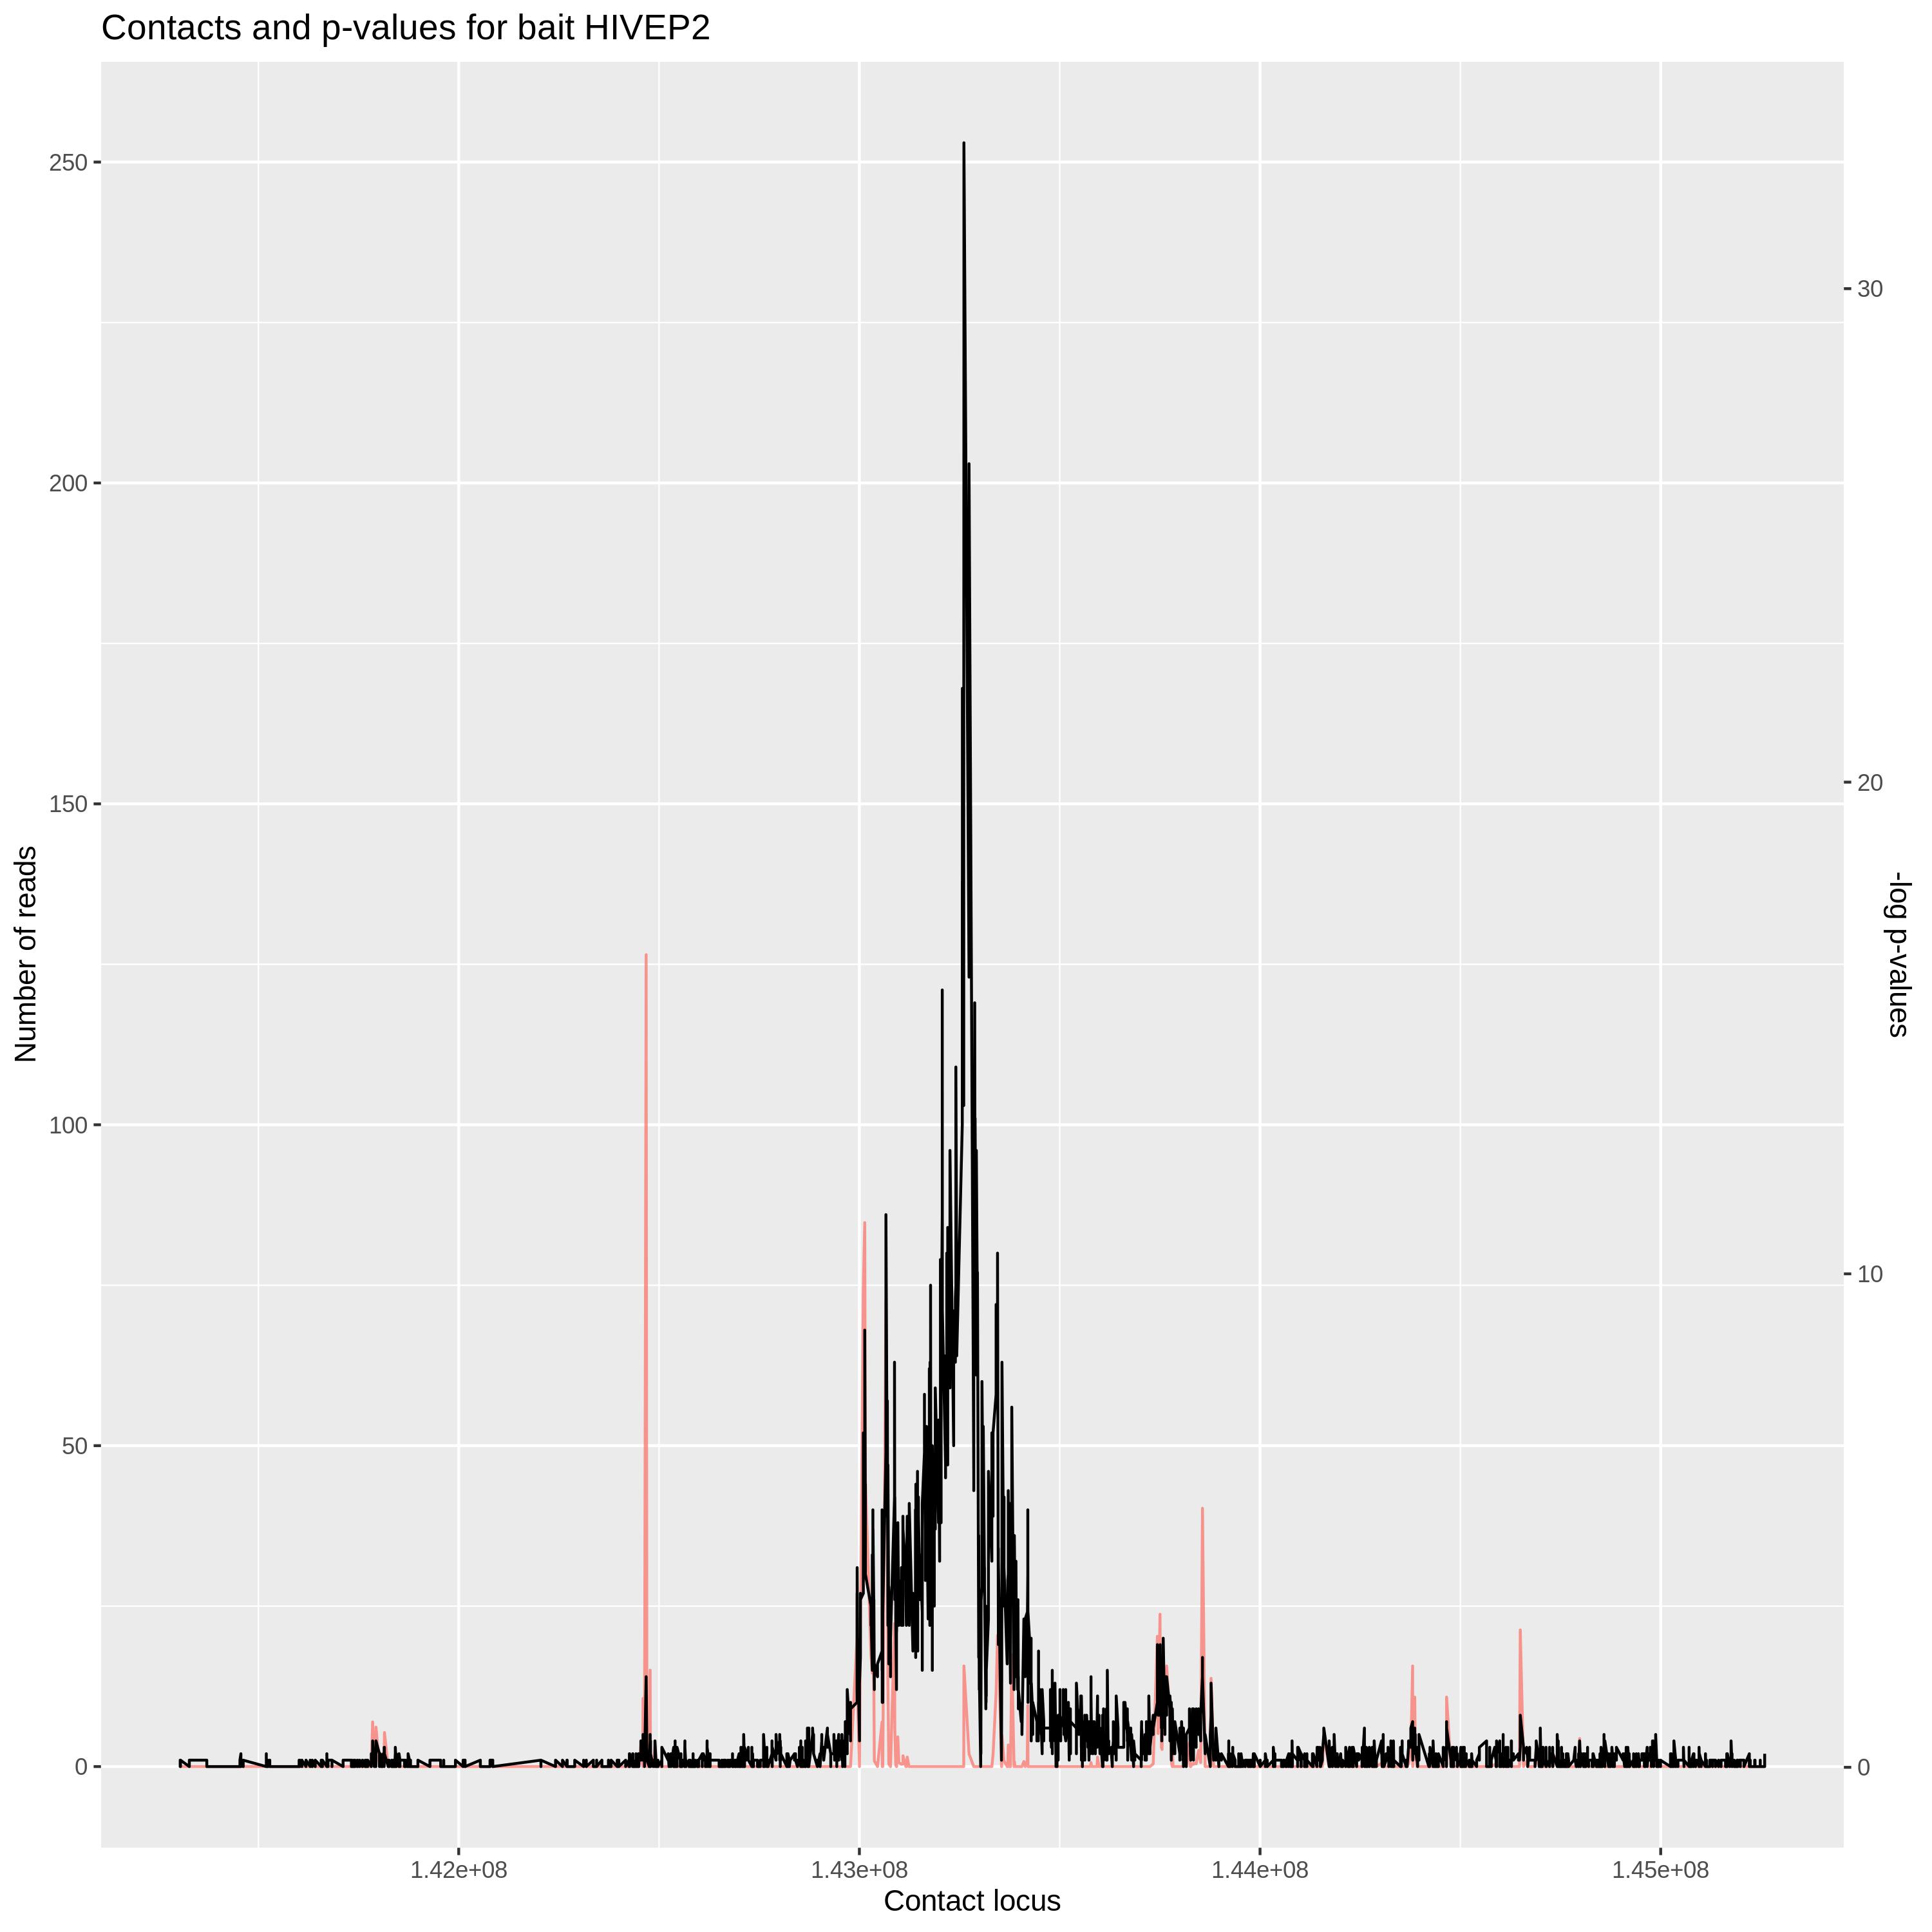 Contacts and p-values for bait HIVEP2
250
200
150
100
50
0
Number of reads
30
20
10
0
-log p-values
1.42e+08
1.43e+08
1.44e+08
1.45e+08
Contact locus